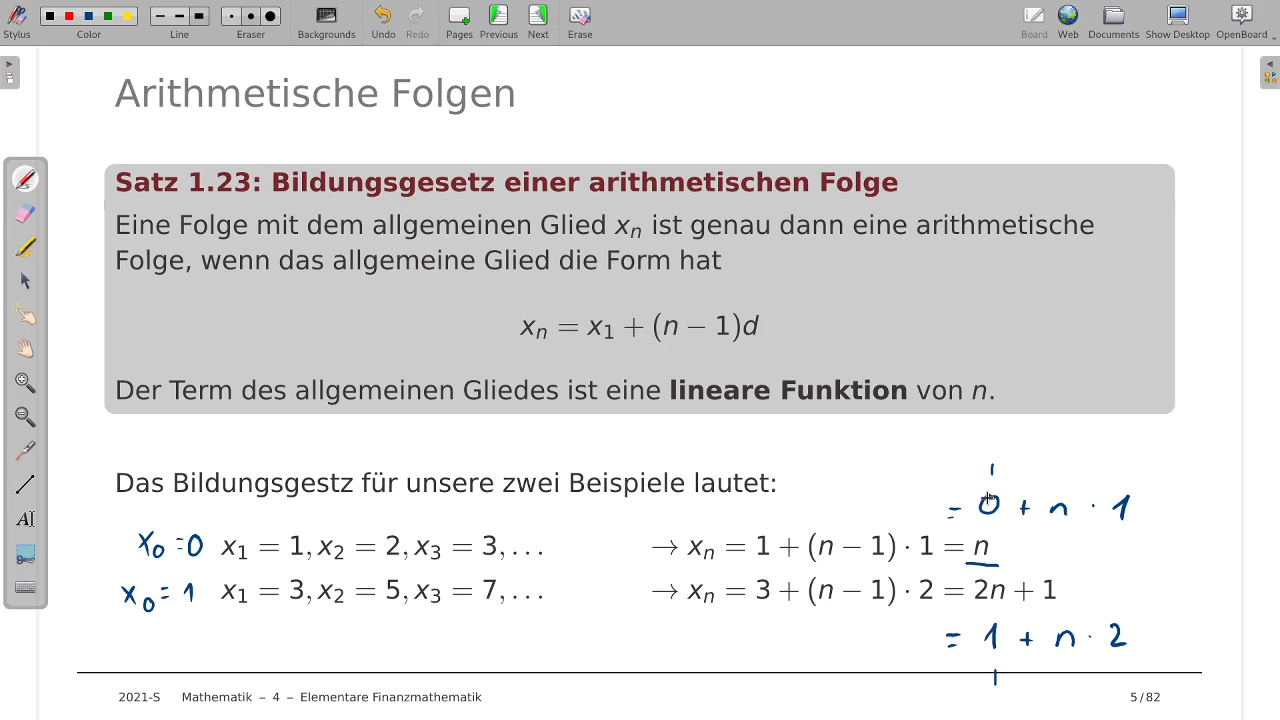 Stylus Color Line Eraser Backgrounds Undo Redo Pages Previous Next Erase Board Web Documents Show Desktop OpenBoard
Arithmetische Folgen
Satz 1.23: Bildungsgesetz einer arithmetischen Folge
Eine Folge mit dem allgemeinen Glied xₙ ist genau dann eine arithmetische
Folge, wenn das allgemeine Glied die Form hat
xₙ = x₁ + (n − 1)d
Der Term des allgemeinen Gliedes ist eine lineare Funktion von n.
Das Bildungsgestz für unsere zwei Beispiele lautet:
= 0 + n · 1
x₀ = 0 x₁ = 1, x₂ = 2, x₃ = 3, . . . → xₙ = 1 + (n − 1) · 1 = n
x₀ = 1 x₁ = 3, x₂ = 5, x₃ = 7, . . . → xₙ = 3 + (n − 1) · 2 = 2n + 1
= 1 + n · 2
2021-S Mathematik – 4 – Elementare Finanzmathematik 5/82